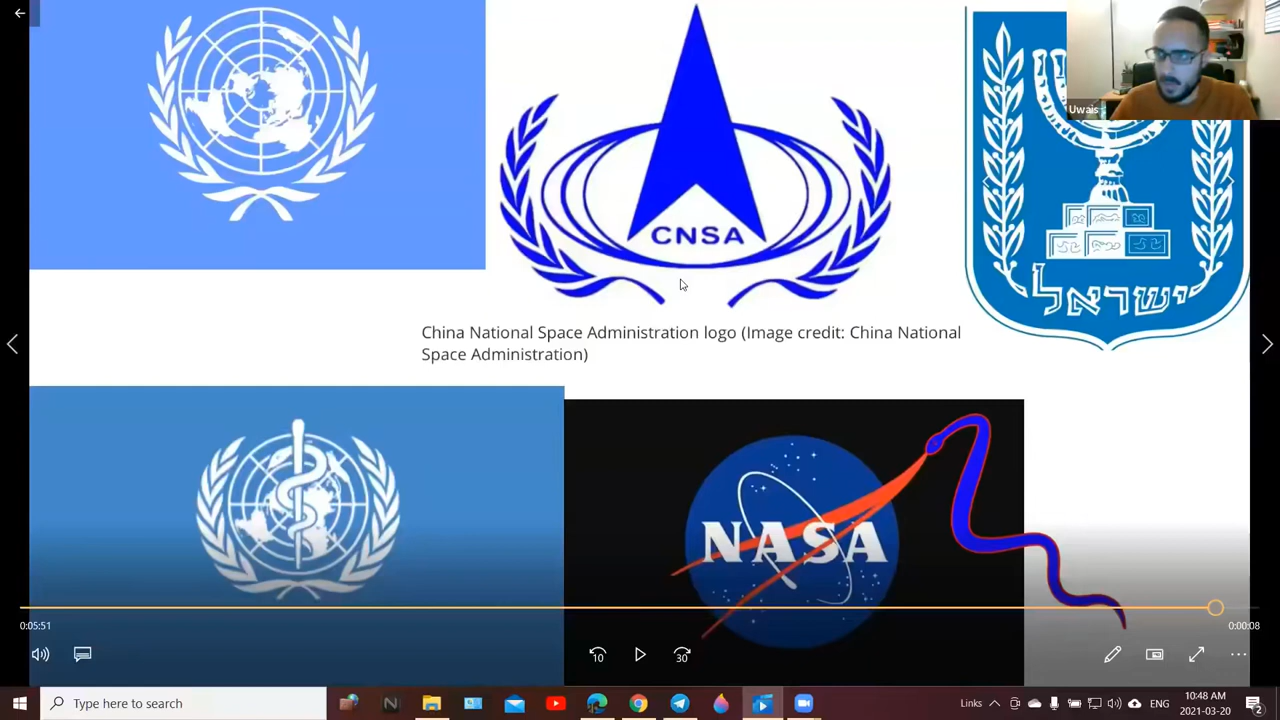 CNSA
Uwais
ישראל
China National Space Administration logo (Image credit: China National
Space Administration)
NASA
0:05:51
0:00:08
10
30
Type here to search
N
Links
ENG
10:48 AM
2021-03-20
2